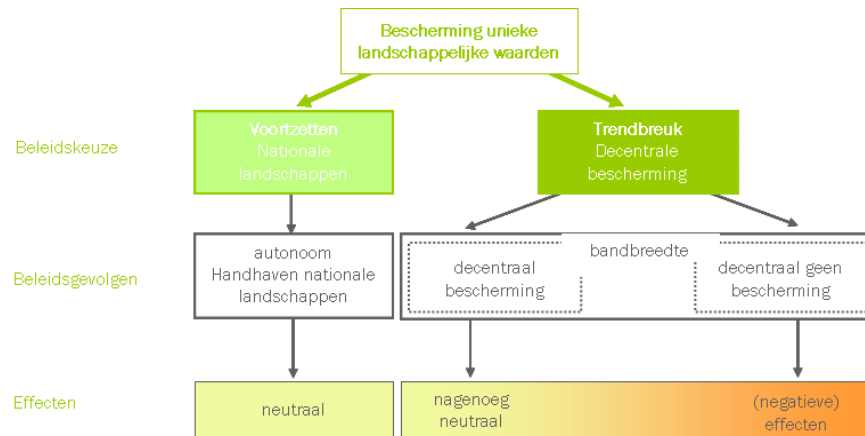 Bescherming unieke
landschappelijke waarden
Beleidskeuze
Voortzetten
Nationale
landschappen
Trendbreuk
Decentrale
bescherming
Beleidsgevolgen
autonoom
Handhaven nationale
landschappen
decentraal
bescherming
bandbreedte
decentraal geen
bescherming
Effecten
neutraal
nagenoeg
neutraal
(negatieve)
effecten